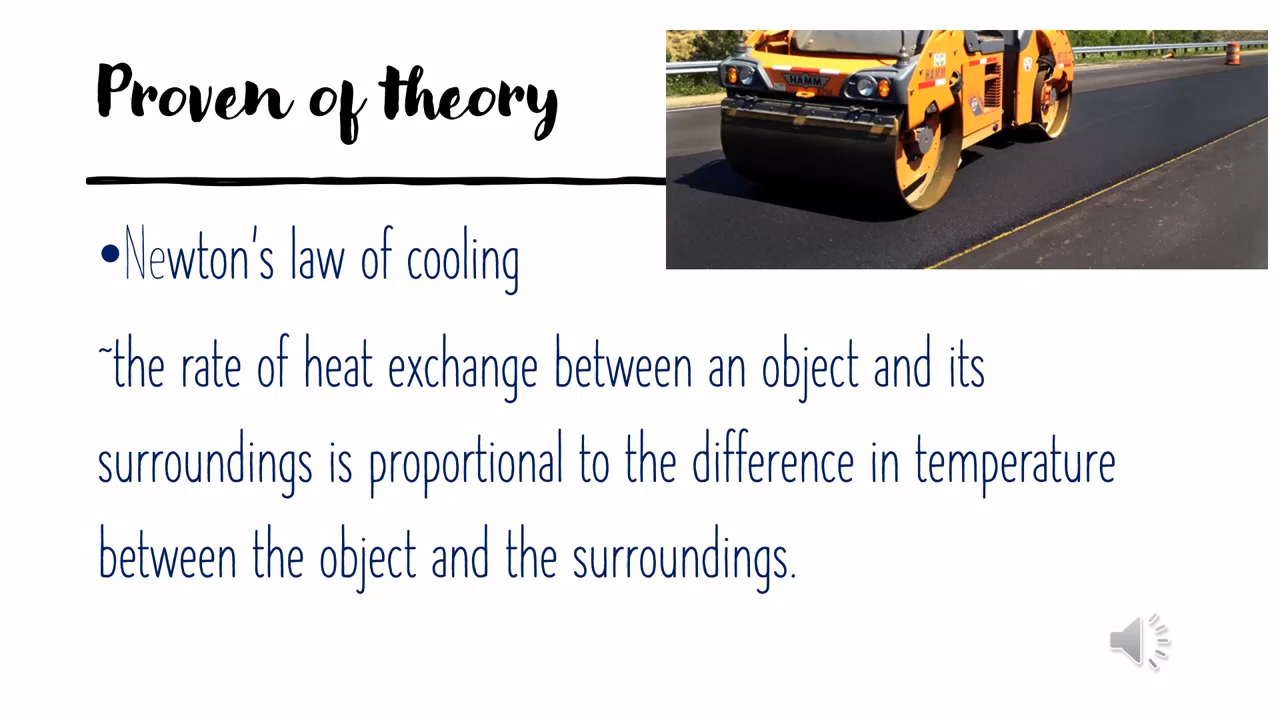 Proven of theory
HAMM
HAMM
•Newton's law of cooling
~the rate of heat exchange between an object and its
surroundings is proportional to the difference in temperature
between the object and the surroundings.